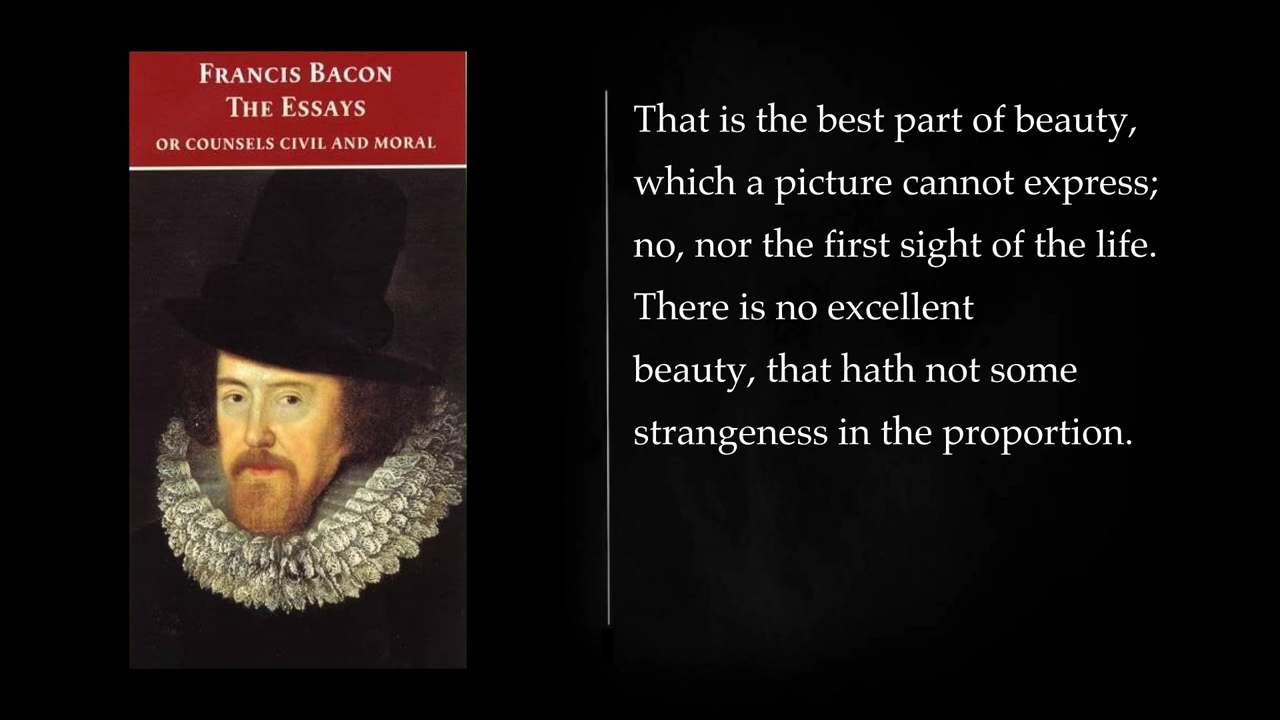 FRANCIS BACON
THE ESSAYS
OR COUNSELS CIVIL AND MORAL
That is the best part of beauty,
which a picture cannot express;
no, nor the first sight of the life.
There is no excellent
beauty, that hath not some
strangeness in the proportion.